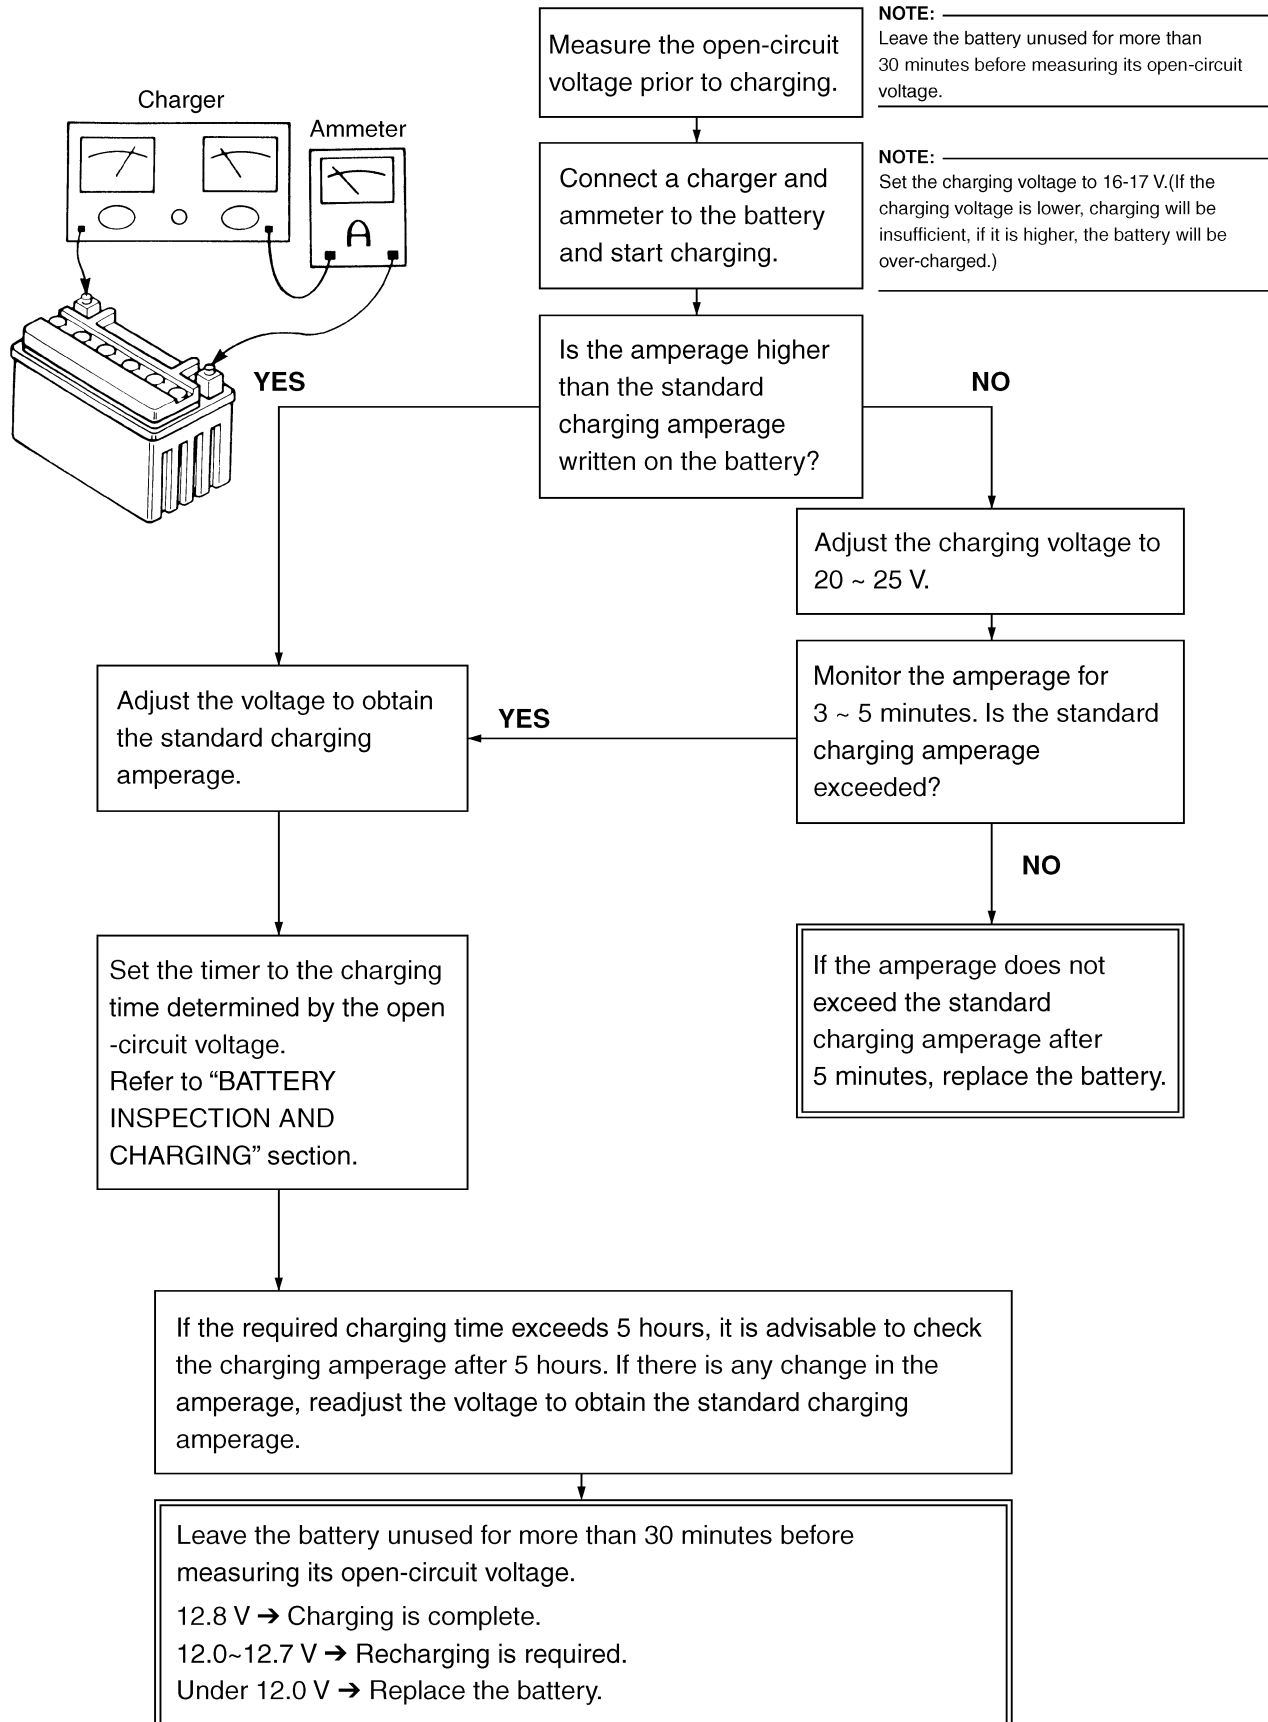 Measure the open-circuit
voltage prior to charging.
NOTE:
Leave the battery unused for more than
30 minutes before measuring its open-circuit
voltage.
Charger
Ammeter
A
Connect a charger and
ammeter to the battery
and start charging.
NOTE:
Set the charging voltage to 16-17 V.(If the
charging voltage is lower, charging will be
insufficient, if it is higher, the battery will be
over-charged.)
Is the amperage higher
than the standard
charging amperage
written on the battery?
YES
NO
Adjust the charging voltage to
20 ~ 25 V.
Monitor the amperage for
3 ~ 5 minutes. Is the standard
charging amperage
exceeded?
YES
Adjust the voltage to obtain
the standard charging
amperage.
NO
If the amperage does not
exceed the standard
charging amperage after
5 minutes, replace the battery.
Set the timer to the charging
time determined by the open
-circuit voltage.
Refer to “BATTERY
INSPECTION AND
CHARGING” section.
If the required charging time exceeds 5 hours, it is advisable to check
the charging amperage after 5 hours. If there is any change in the
amperage, readjust the voltage to obtain the standard charging
amperage.
Leave the battery unused for more than 30 minutes before
measuring its open-circuit voltage.
12.8 V ➔ Charging is complete.
12.0~12.7 V ➔ Recharging is required.
Under 12.0 V ➔ Replace the battery.